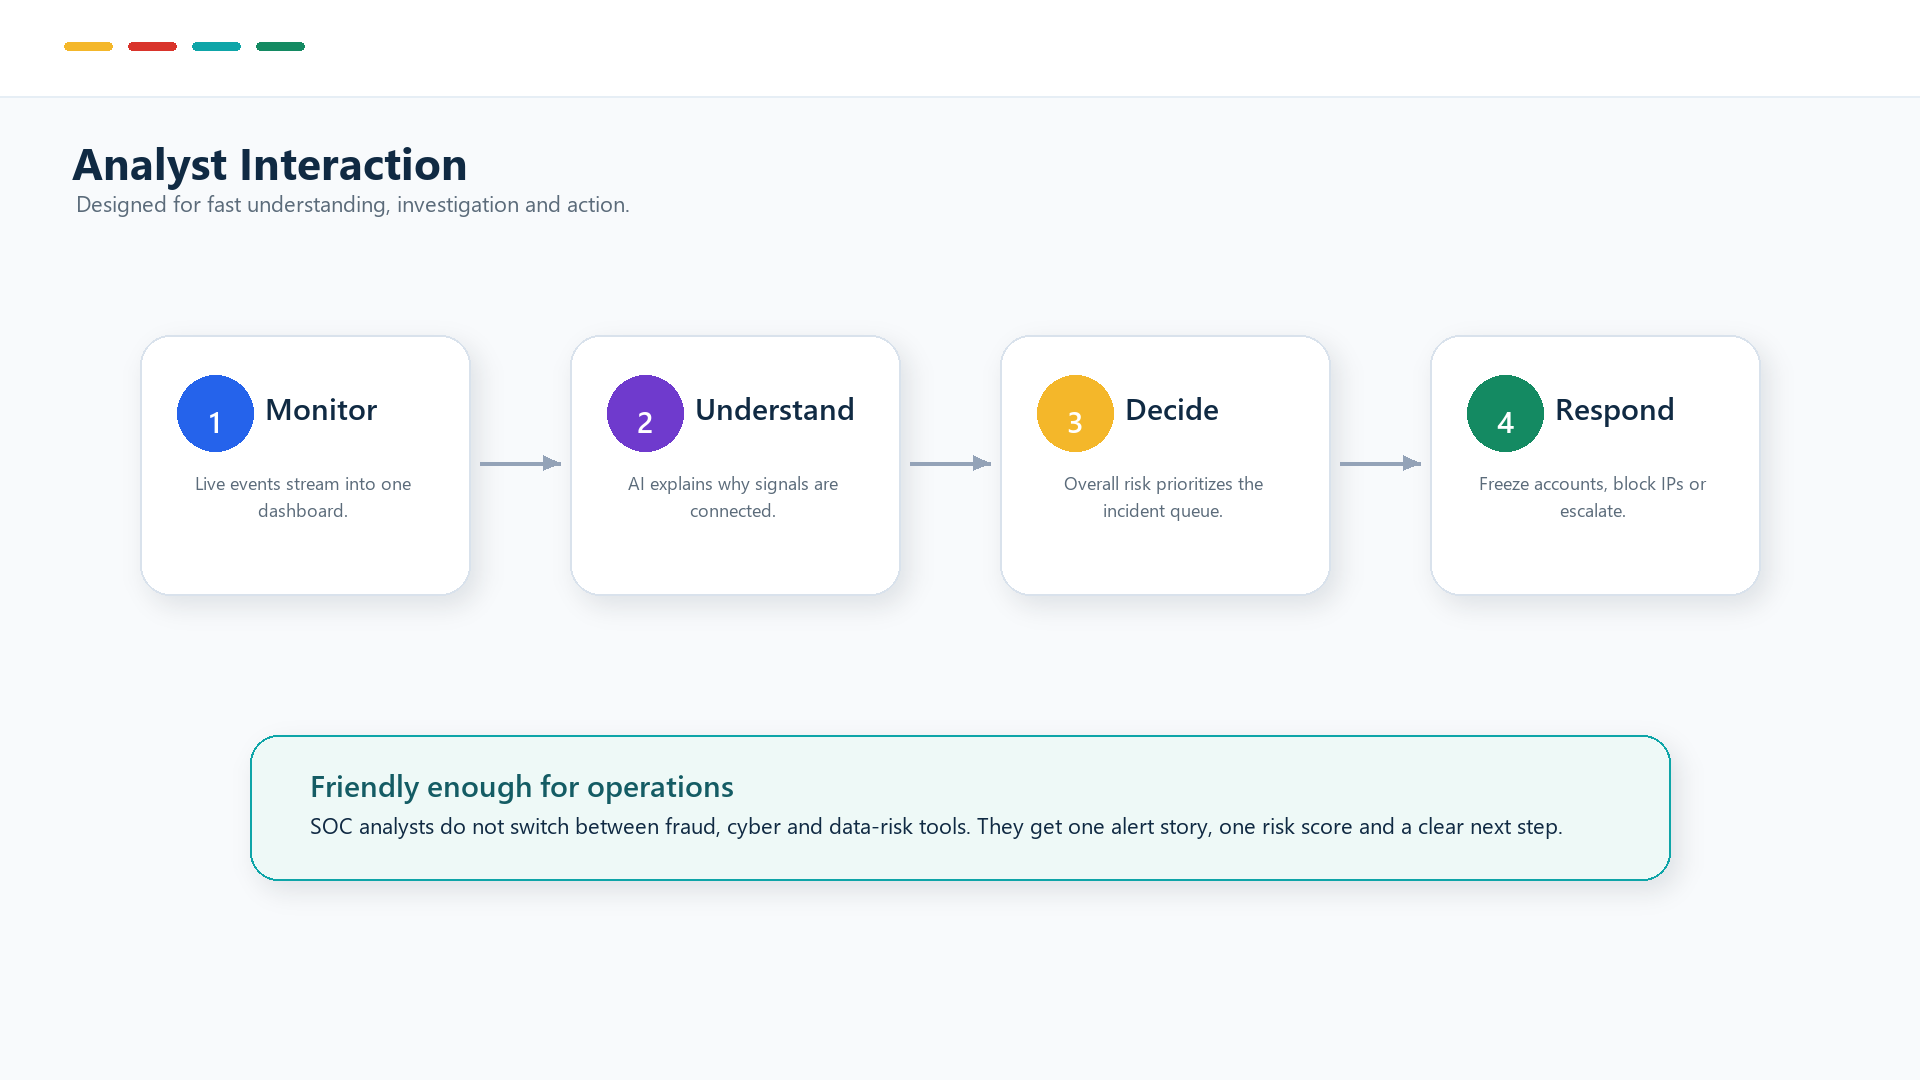 Analyst Interaction
Designed for fast understanding, investigation and action.
1
Monitor
Live events stream into one
dashboard.
2
Understand
AI explains why signals are
connected.
3
Decide
Overall risk prioritizes the
incident queue.
4
Respond
Freeze accounts, block IPs or
escalate.
Friendly enough for operations
SOC analysts do not switch between fraud, cyber and data-risk tools. They get one alert story, one risk score and a clear next step.